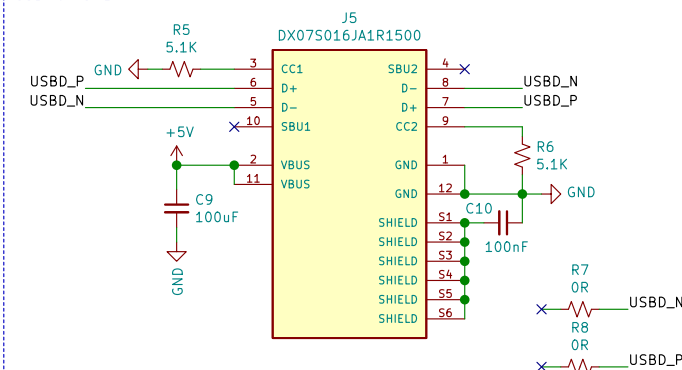 J5
DX07S016JA1R1500
R5
5.1K
GND
3 CC1
SBU2 4
USBD_P
6 D+
D- 8
USBD_N
USBD_N
5 D-
D+ 7
USBD_P
10 SBU1
CC2 9
+5V
R6
5.1K
2 VBUS
GND 1
11 VBUS
GND 12
GND
C9
100uF
C10
100nF
SHIELD S1
SHIELD S2
SHIELD S3
SHIELD S4
SHIELD S5
SHIELD S6
GND
R7
0R
USBD_N
R8
0R
USBD_P